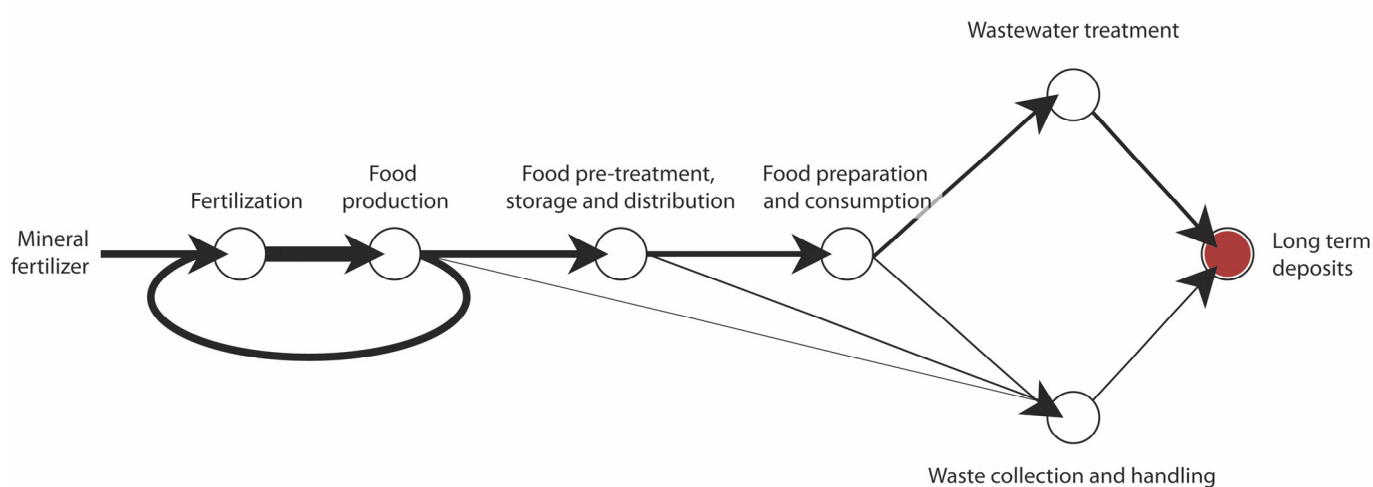 Wastewater treatment
Food
production
Fertilization
Food pre-treatment,
storage and distribution
Food preparation
and consumption
Mineral
fertilizer
Long term
deposits
Waste collection and handling